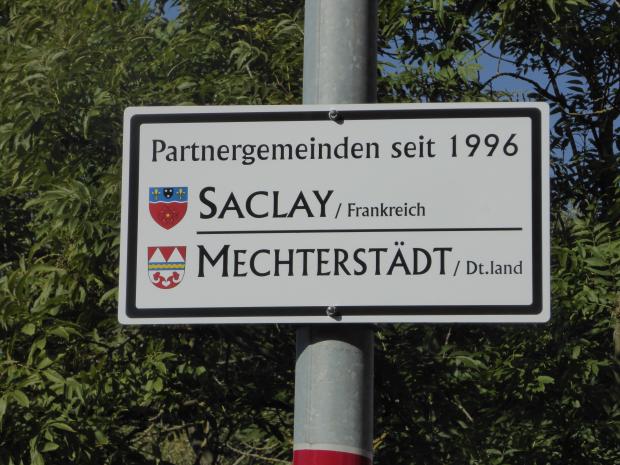 Partnergemeinden seit 1996
SACLAY / Frankreich
MECHTERSTÄDT / Dt.land